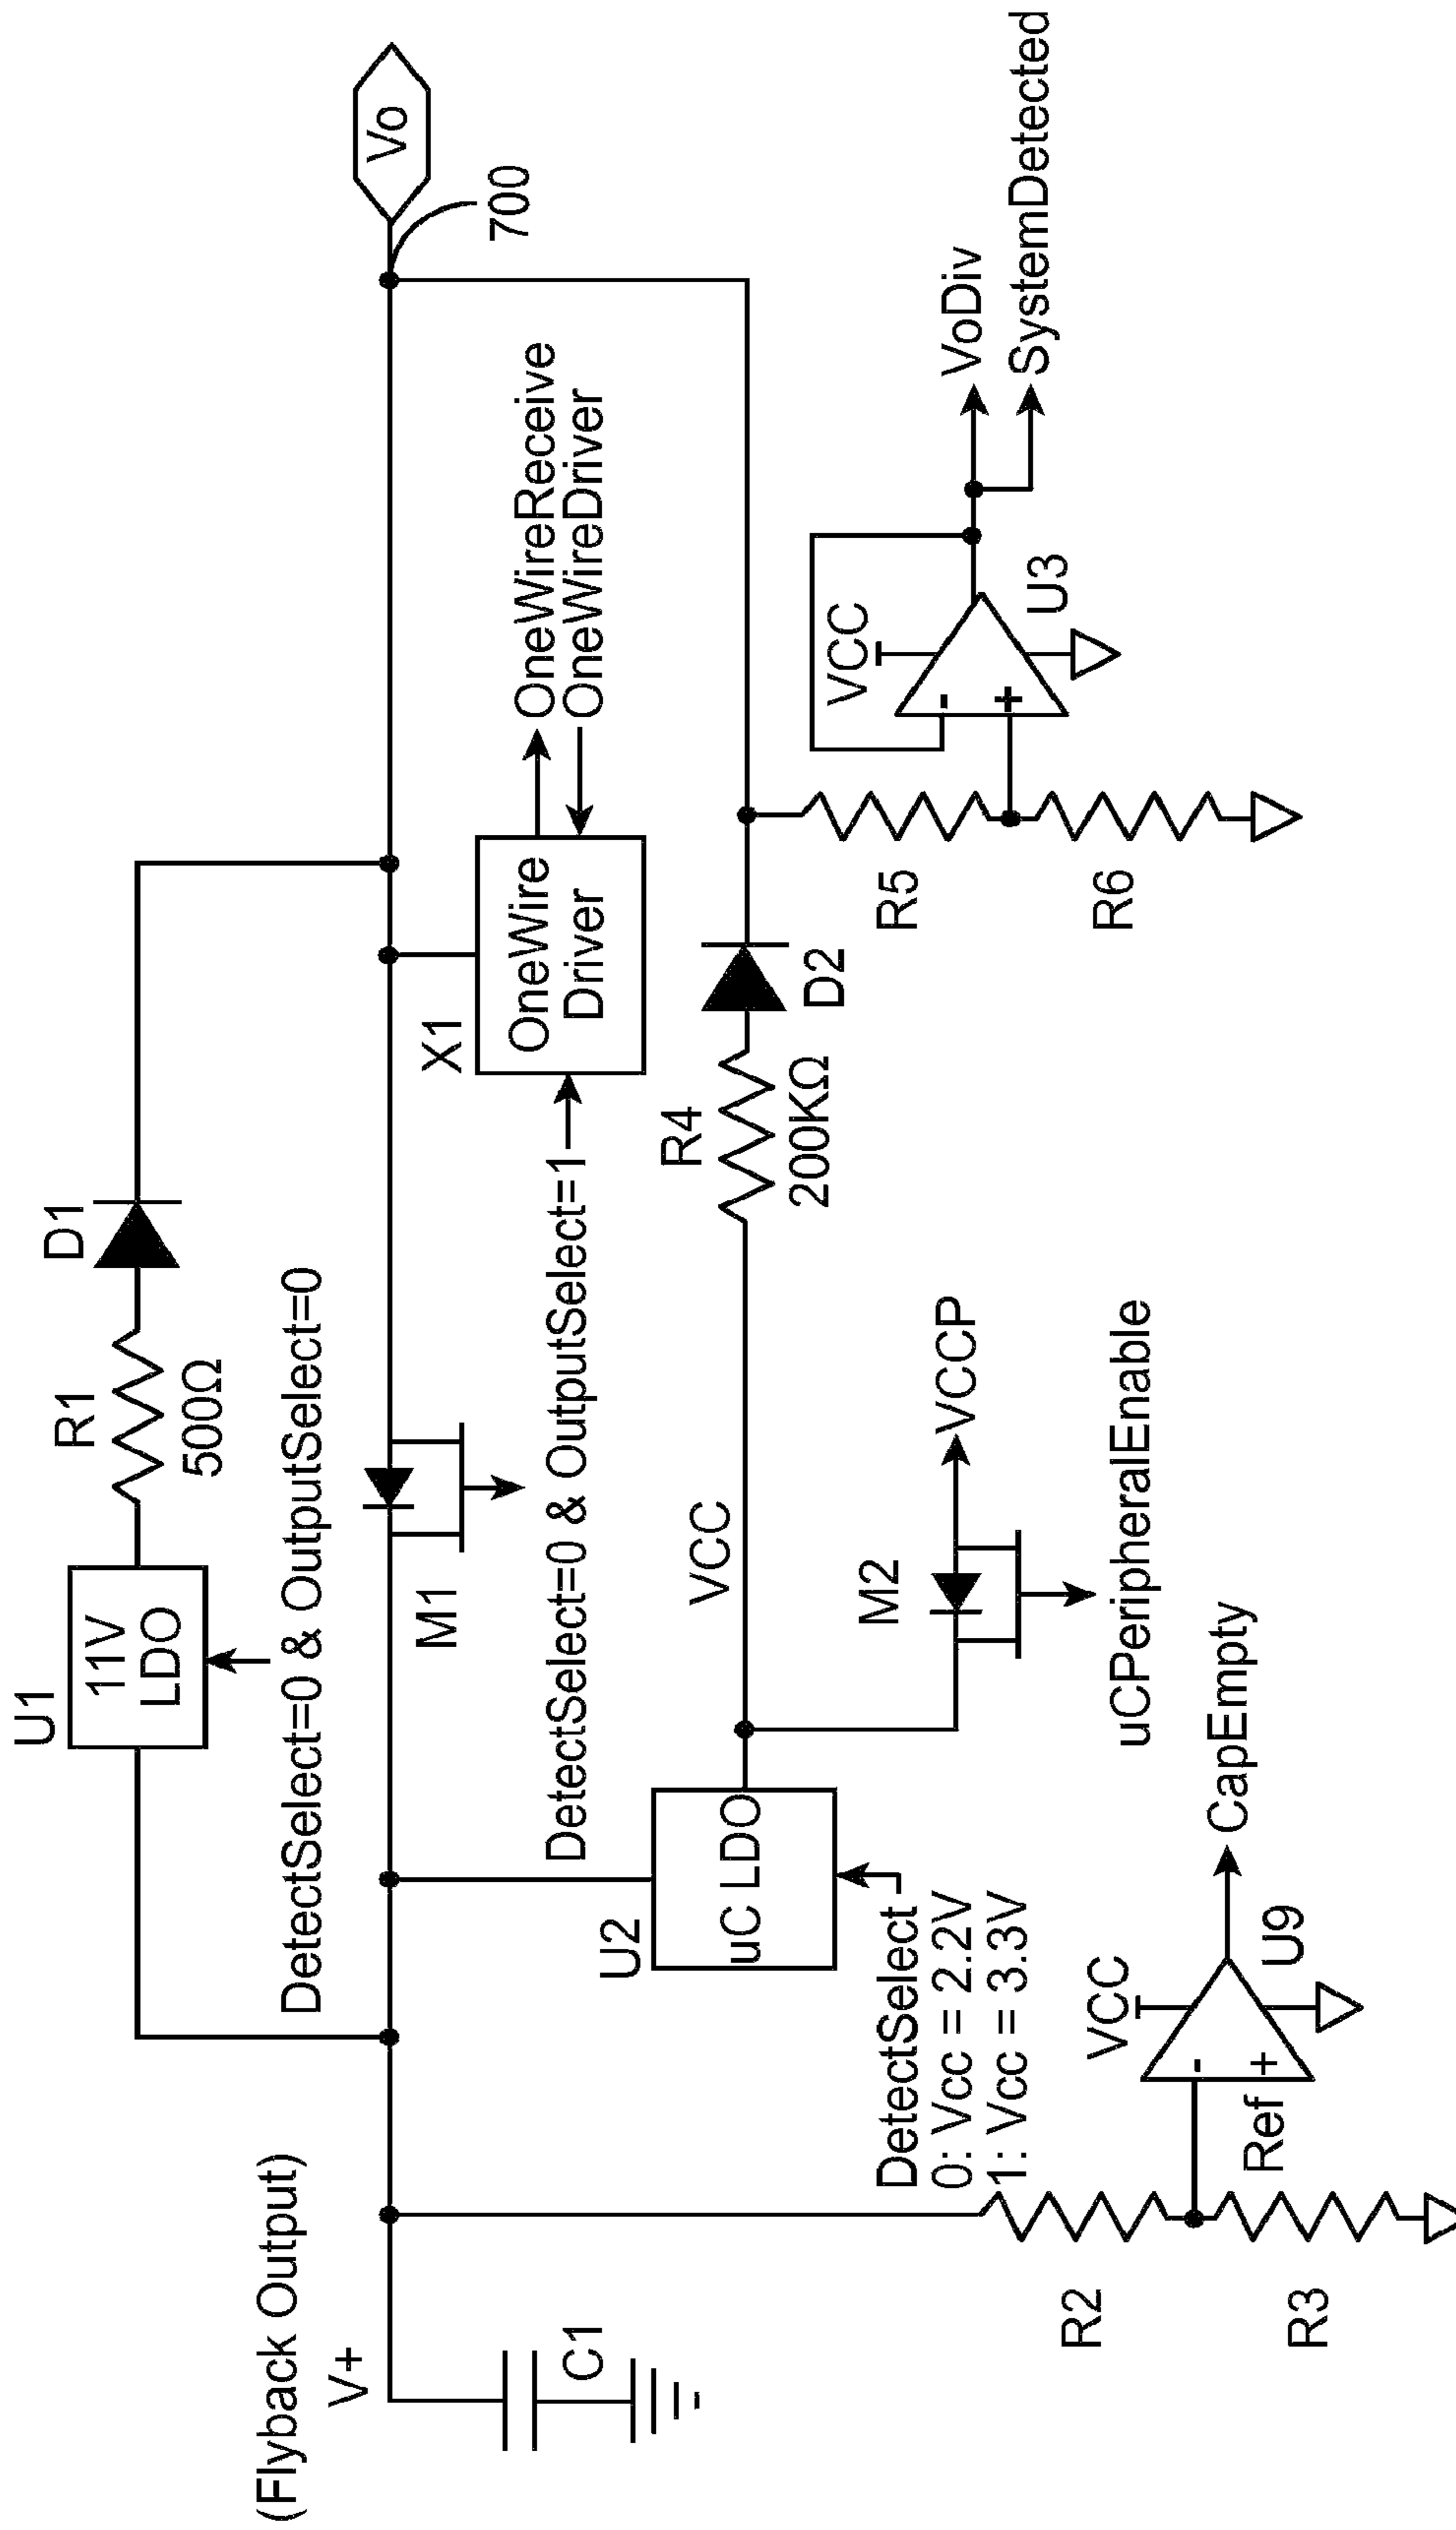 U1
11V
LDO
R1
500Ω
D1
DetectSelect=0 & OutputSelect=0
(Flyback Output)
V+
C1
M1
DetectSelect=0 & OutputSelect=1
X1
OneWire
Driver
OneWireReceive
OneWireDriver
Vo
700
U2
uC LDO
VCC
R4
200KΩ
D2
DetectSelect
0: Vcc = 2.2V
1: Vcc = 3.3V
M2
VCCP
uCPeripheralEnable
R5
R6
VCC
-
+
U3
VoDiv
SystemDetected
R2
R3
VCC
-
+
Ref
U9
CapEmpty